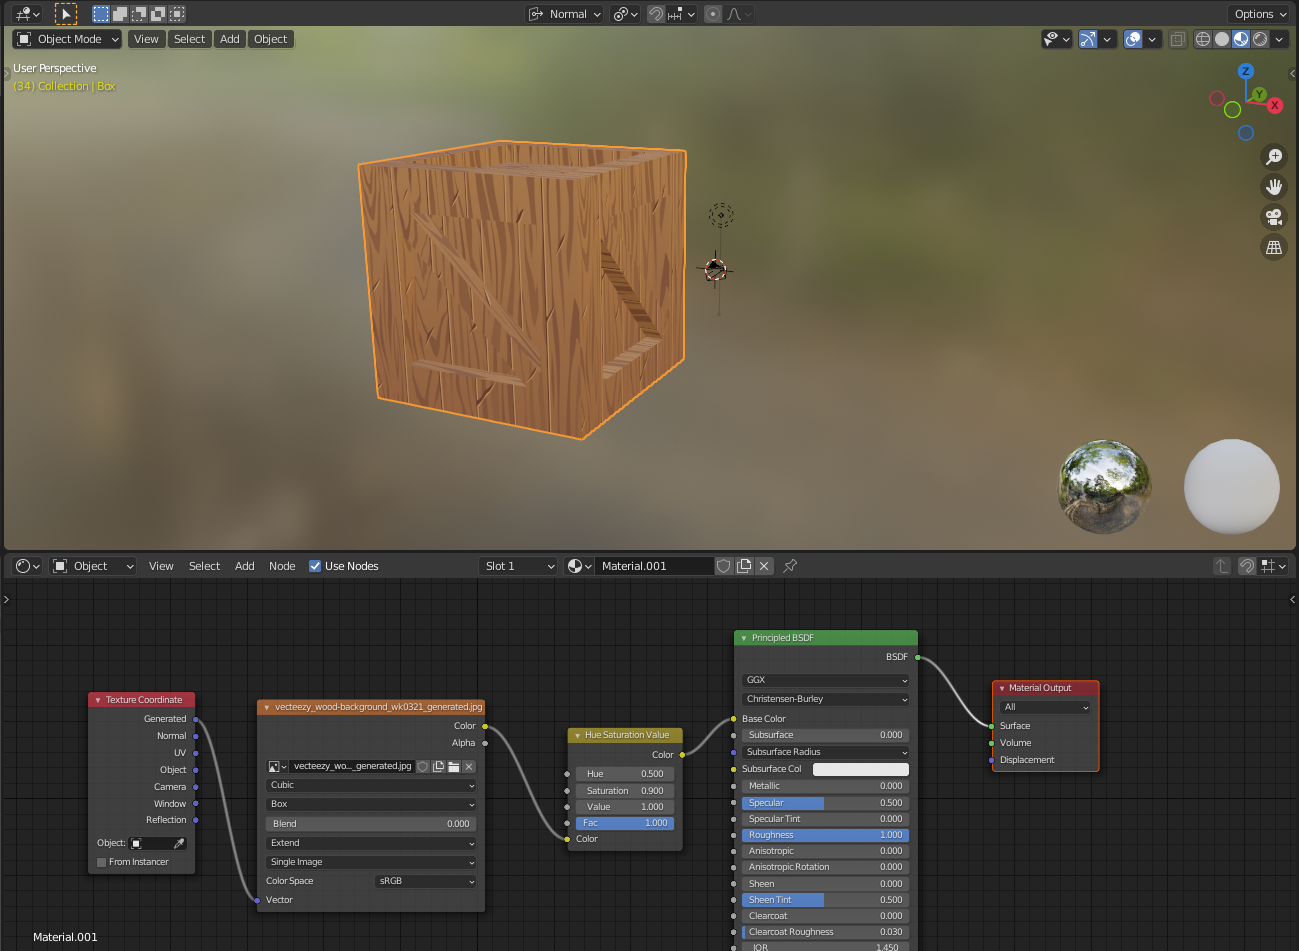 Normal
Options
Object Mode
View
Select
Add
Object
User Perspective
(34) Collection | Box
Z
Y
X
Object
View
Select
Add
Node
Use Nodes
Slot 1
Material.001
Principled BSDF
BSDF
GGX
Christensen-Burley
Base Color
Subsurface 0.000
Subsurface Radius
Subsurface Col
Metallic 0.000
Specular 0.500
Specular Tint 0.000
Roughness 1.000
Anisotropic 0.000
Anisotropic Rotation 0.000
Sheen 0.000
Sheen Tint 0.500
Clearcoat 0.000
Clearcoat Roughness 0.030
IOR 1.450
Material Output
All
Surface
Volume
Displacement
Texture Coordinate
Generated
Normal
UV
Object
Camera
Window
Reflection
Object:
From Instancer
vecteezy_wood-background_wk0321_generated.jpg
Color
Alpha
vecteezy_wo..._generated.jpg
Cubic
Box
Blend 0.000
Extend
Single Image
Color Space sRGB
Vector
Hue Saturation Value
Color
Hue 0.500
Saturation 0.900
Value 1.000
Fac 1.000
Color
Material.001